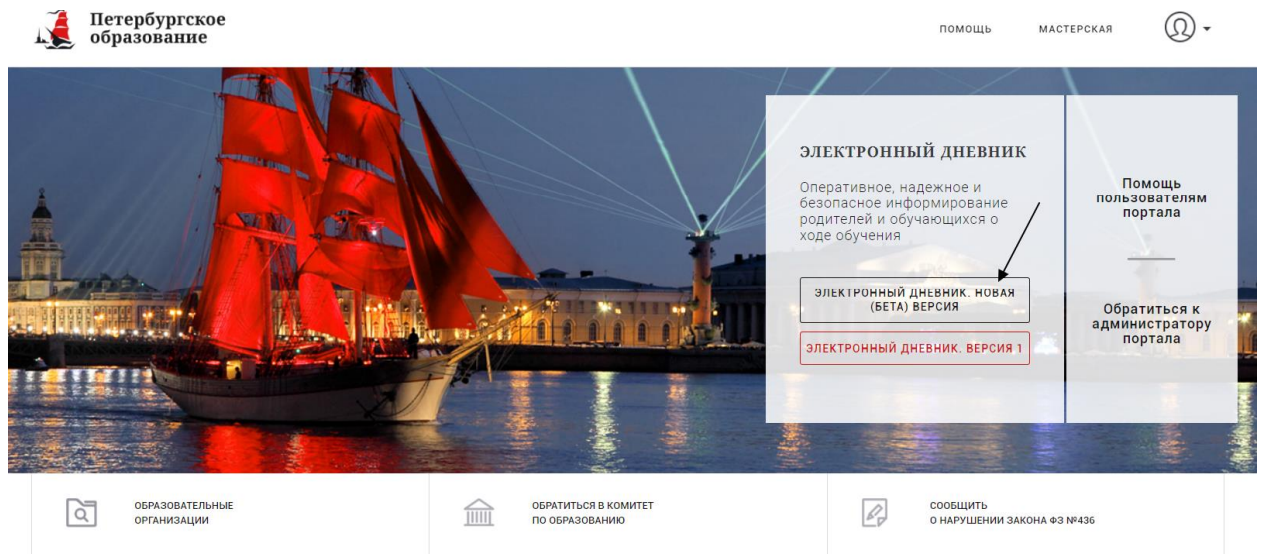 Петербургское
образование
ПОМОЩЬ
МАСТЕРСКАЯ
ЭЛЕКТРОННЫЙ ДНЕВНИК
Оперативное, надежное и
безопасное информирование
родителей и обучающихся о
ходе обучения
ЭЛЕКТРОННЫЙ ДНЕВНИК. НОВАЯ
(БЕТА) ВЕРСИЯ
ЭЛЕКТРОННЫЙ ДНЕВНИК. ВЕРСИЯ 1
Помощь
пользователям
портала
Обратиться к
администратору
портала
ОБРАЗОВАТЕЛЬНЫЕ
ОРГАНИЗАЦИИ
ОБРАТИТЬСЯ В КОМИТЕТ
ПО ОБРАЗОВАНИЮ
СООБЩИТЬ
О НАРУШЕНИИ ЗАКОНА ФЗ №436